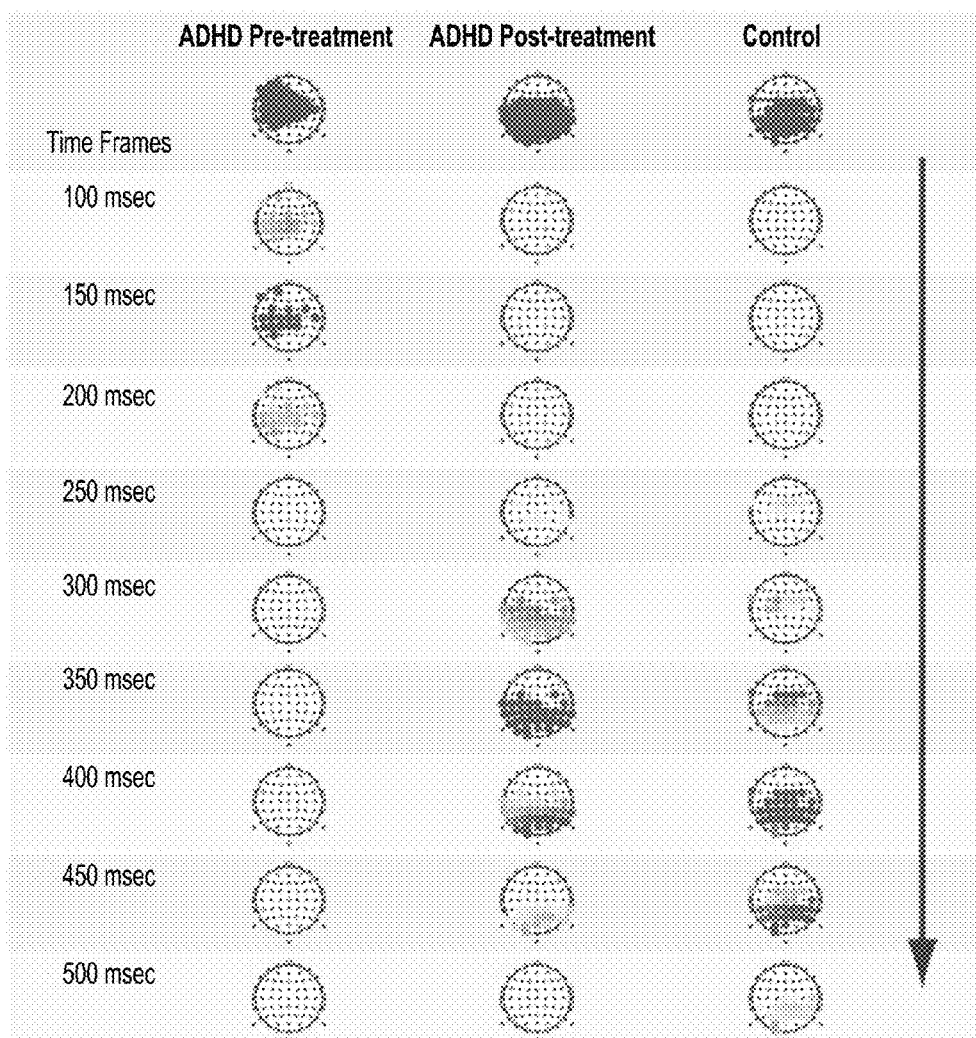 ADHD Pre-treatment ADHD Post-treatment Control
Time Frames
100 msec
150 msec
200 msec
250 msec
300 msec
350 msec
400 msec
450 msec
500 msec